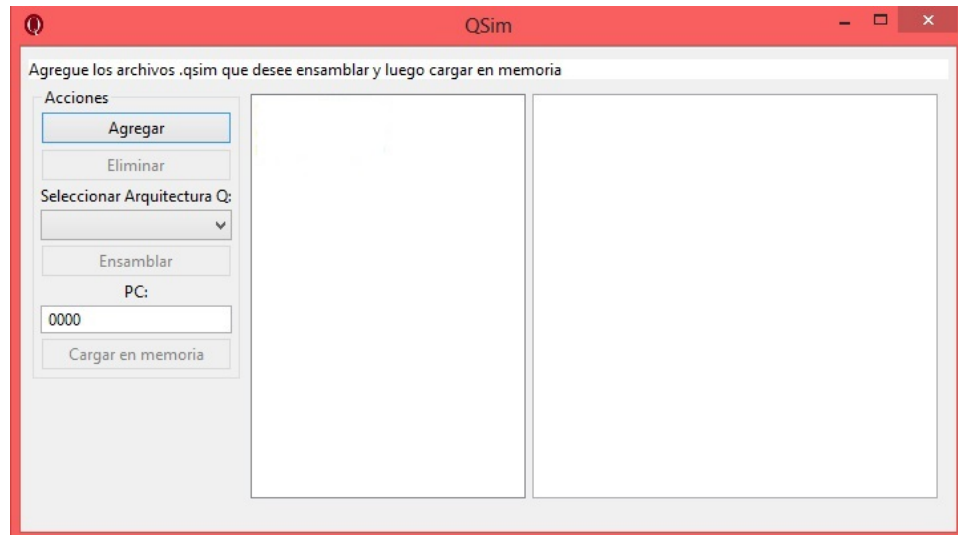 QSim
Agregue los archivos .qsim que desee ensamblar y luego cargar en memoria
Acciones
Agregar
Eliminar
Seleccionar Arquitectura Q:
Ensamblar
PC:
0000
Cargar en memoria